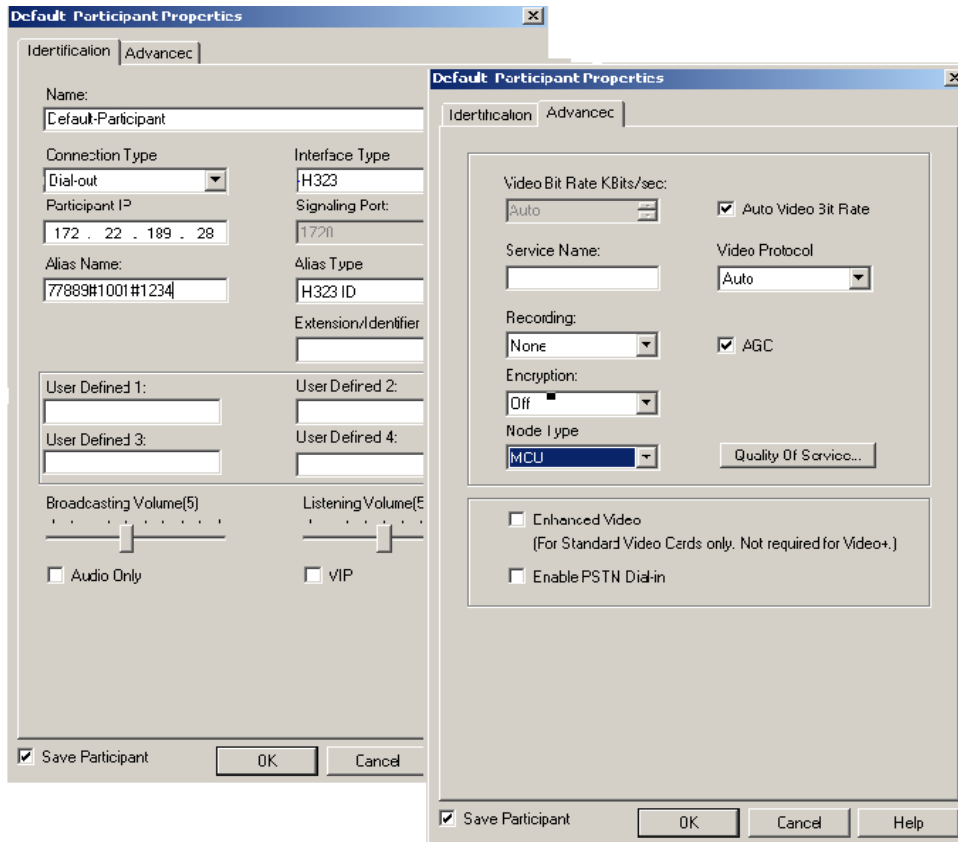 Default Participant Properties
Identification Advanced
Name:
Default-Participant
Connection Type Interface Type
Dial-out H323
Participant IP Signaling Port:
172 . 22 . 189 . 28 1720
Alias Name: Alias Type
77889#1001#1234 H323 ID
Extension/Identifier
User Defined 1: User Defined 2:
User Defined 3: User Defined 4:
Broadcasting Volume(5) Listening Volume(5
Audio Only VIP
Save Participant OK Cancel
Default Participant Properties
Identification Advanced
Video Bit Rate KBits/sec:
Auto Auto Video Bit Rate
Service Name: Video Protocol
Auto
Recording:
None AGC
Encryption:
Off
Node Type
MCU Quality Of Service...
Enhanced Video
(For Standard Video Cards only. Not required for Video+.)
Enable PSTN Dial-in
Save Participant OK Cancel Help